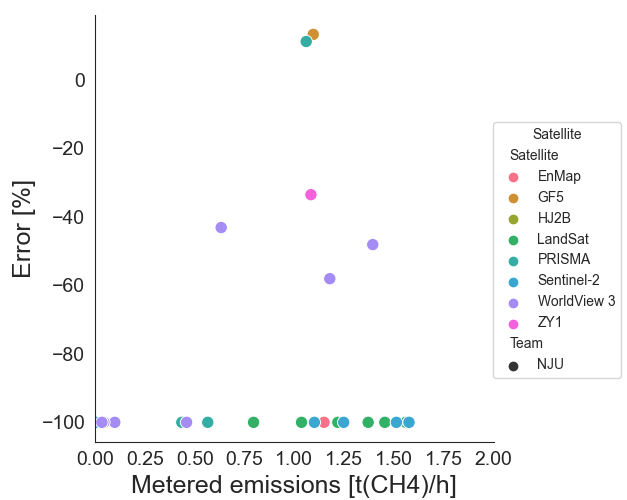 0
−20
−40
−60
−80
−100
Error [%]
0.00 0.25 0.50 0.75 1.00 1.25 1.50 1.75 2.00
Metered emissions [t(CH4)/h]
Satellite
Satellite
EnMap
GF5
HJ2B
LandSat
PRISMA
Sentinel-2
WorldView 3
ZY1
Team
NJU